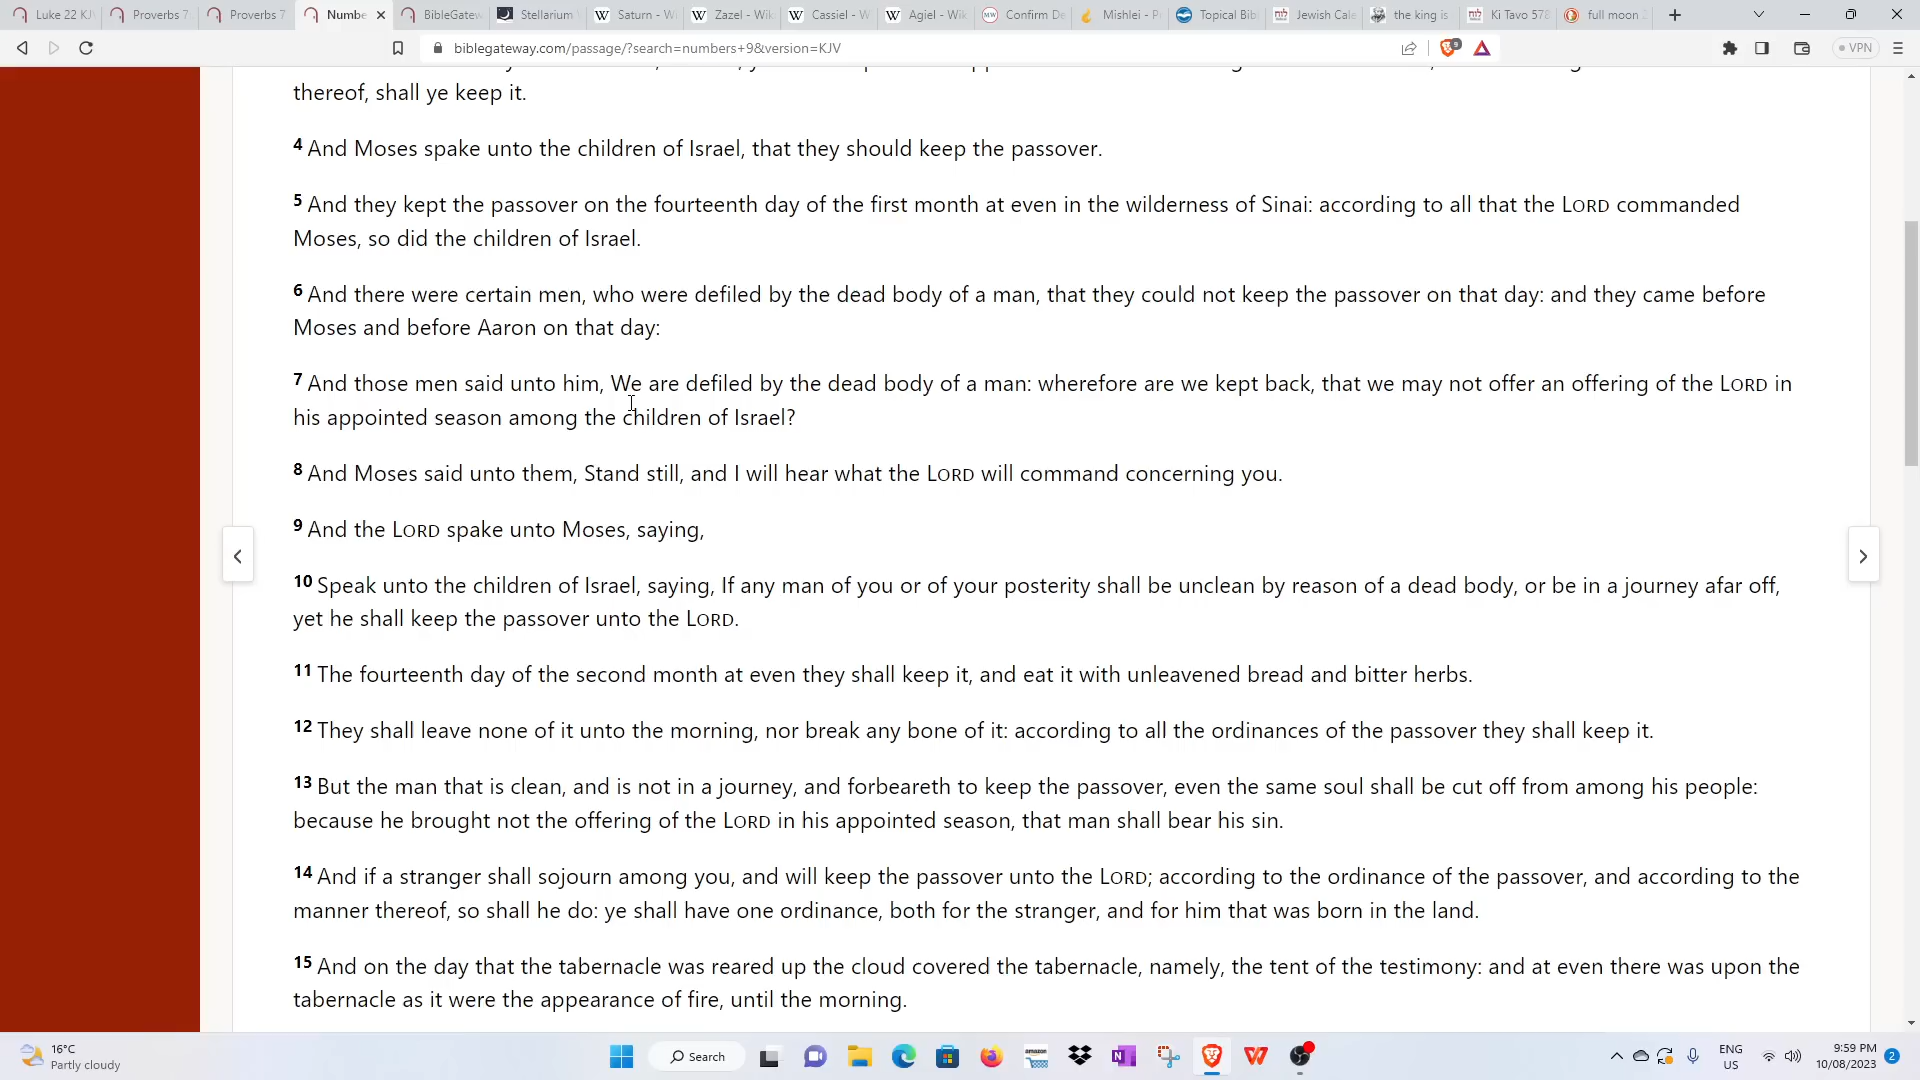 Luke 22 KJV
Proverbs 7
Proverbs 7
Numbe
BibleGatew
Stellarium
Saturn - Wi
Zazel - Wik
Cassiel - W
Agiel - Wik
Confirm De
Mishlei - P
Topical Bib
Jewish Cale
the king is
Ki Tavo 578
full moon 2
biblegateway.com/passage/?search=numbers+9&version=KJV
VPN
thereof, shall ye keep it.
4 And Moses spake unto the children of Israel, that they should keep the passover.
5 And they kept the passover on the fourteenth day of the first month at even in the wilderness of Sinai: according to all that the LORD commanded
Moses, so did the children of Israel.
6 And there were certain men, who were defiled by the dead body of a man, that they could not keep the passover on that day: and they came before
Moses and before Aaron on that day:
7 And those men said unto him, We are defiled by the dead body of a man: wherefore are we kept back, that we may not offer an offering of the LORD in
his appointed season among the children of Israel?
8 And Moses said unto them, Stand still, and I will hear what the LORD will command concerning you.
9 And the LORD spake unto Moses, saying,
10 Speak unto the children of Israel, saying, If any man of you or of your posterity shall be unclean by reason of a dead body, or be in a journey afar off,
yet he shall keep the passover unto the LORD.
11 The fourteenth day of the second month at even they shall keep it, and eat it with unleavened bread and bitter herbs.
12 They shall leave none of it unto the morning, nor break any bone of it: according to all the ordinances of the passover they shall keep it.
13 But the man that is clean, and is not in a journey, and forbeareth to keep the passover, even the same soul shall be cut off from among his people:
because he brought not the offering of the LORD in his appointed season, that man shall bear his sin.
14 And if a stranger shall sojourn among you, and will keep the passover unto the LORD; according to the ordinance of the passover, and according to the
manner thereof, so shall he do: ye shall have one ordinance, both for the stranger, and for him that was born in the land.
15 And on the day that the tabernacle was reared up the cloud covered the tabernacle, namely, the tent of the testimony: and at even there was upon the
tabernacle as it were the appearance of fire, until the morning.
16°C
Partly cloudy
Search
amazon
ENG
US
9:59 PM
10/08/2023
2